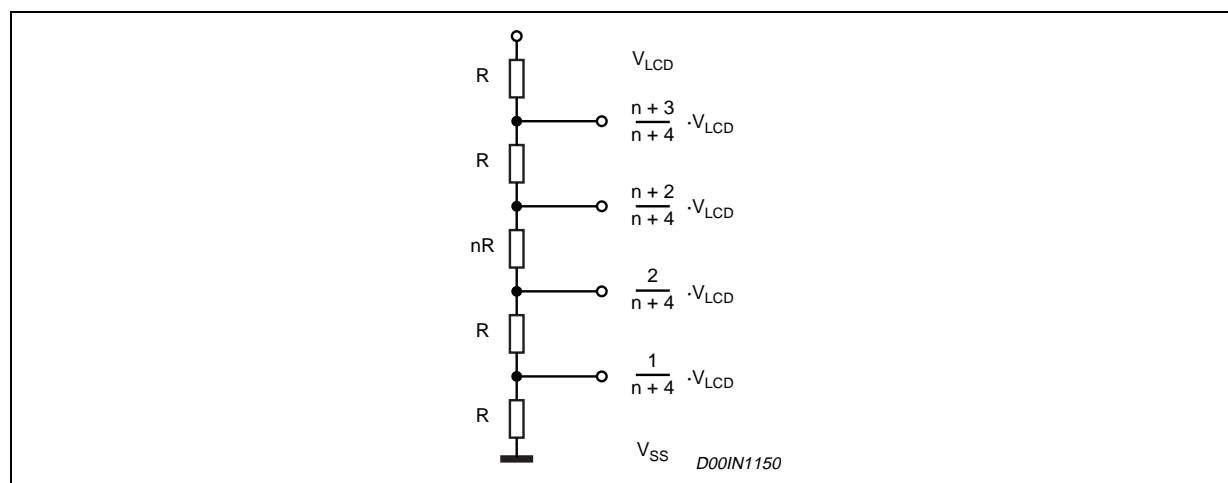 V_LCD
R
n + 3
n + 4 ·V_LCD
R
n + 2
n + 4 ·V_LCD
nR
2
n + 4 ·V_LCD
R
1
n + 4 ·V_LCD
R
V_SS
D00IN1150